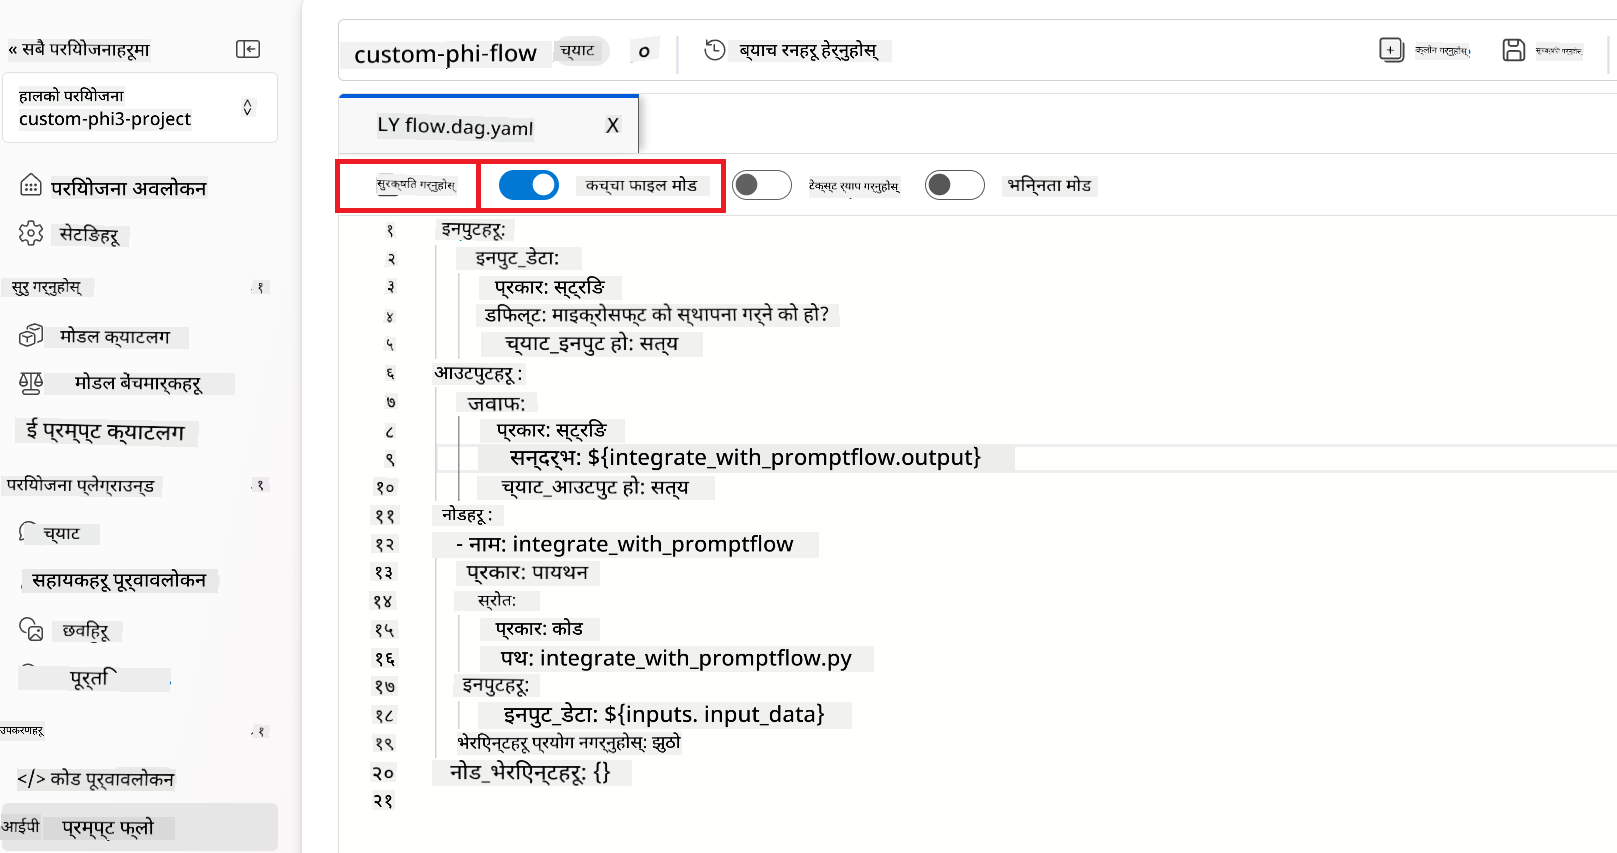 « सबै परियोजनाहरूमा
हालको परियोजना
custom-phi3-project
परियोजना अवलोकन
सेटिङहरू
सुरु गर्नुहोस्
मोडल क्याटलग
मोडल बेंचमार्कहरू
ई प्रम्प्ट क्याटलग
परियोजना प्लेग्राउन्ड
च्याट
सहायकहरू पूर्वावलोकन
छविहरू
पूर्ति
उपकरणहरू
</> कोड पूर्वावलोकन
आईपी प्रम्प्ट फ्लो
custom-phi-flow च्याट o ब्याच रनहरू हेर्नुहोस् क्लोन गर्नुहोस् सुरक्षित गर्नुहोस्
LY flow.dag.yaml X
सुरक्षित गर्नुहोस् कच्चा फाइल मोड टेक्स्ट र्‍याप गर्नुहोस् भिन्नता मोड
१ इनपुटहरू:
२ इनपुट_डेटा:
३ प्रकार: स्ट्रिङ
४ डिफिल्ट: माइक्रोसफ्ट को स्थापना गर्ने को हो?
५ च्याट_इनपुट हो: सत्य
६ आउटपुटहरू :
७ जवाफ:
८ प्रकार: स्ट्रिङ
९ सन्दर्भ: ${integrate_with_promptflow.output}
१० च्याट_आउटपुट हो: सत्य
११ नोडहरू :
१२ - नाम: integrate_with_promptflow
१३ प्रकार: पायथन
१४ स्रोत:
१५ प्रकार: कोड
१६ पथ: integrate_with_promptflow.py
१७ इनपुटहरू:
१८ इनपुट_डेटा: ${inputs. input_data}
१९ भेरिएन्टहरू प्रयोग नगर्नुहोस्: झुठो
२० नोड_भेरिएन्टहरू: {}
२१